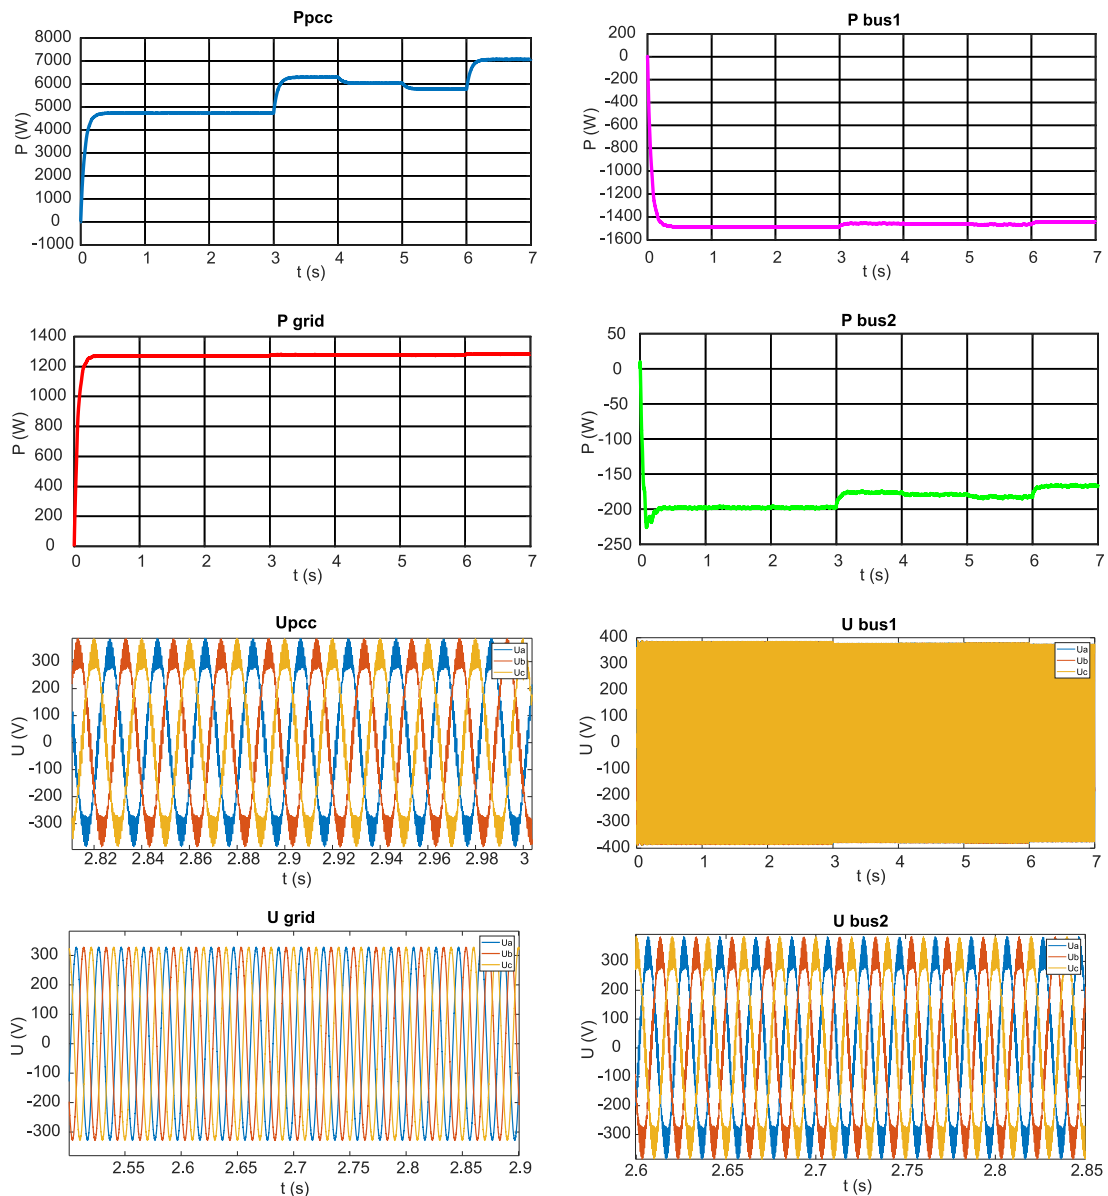 Ppcc
8000
7000
6000
5000
4000
3000
2000
1000
0
-1000
P (W)
0 1 2 3 4 5 6 7
t (s)
P bus1
200
0
-200
-400
-600
-800
-1000
-1200
-1400
-1600
P (W)
0 1 2 3 4 5 6 7
t (s)
P grid
1400
1200
1000
800
600
400
200
0
P (W)
0 1 2 3 4 5 6 7
t (s)
P bus2
50
0
-50
-100
-150
-200
-250
P (W)
0 1 2 3 4 5 6 7
t (s)
Upcc
300
200
100
0
-100
-200
-300
U (V)
Ua
Ub
Uc
2.82 2.84 2.86 2.88 2.9 2.92 2.94 2.96 2.98 3
t (s)
U bus1
400
300
200
100
0
-100
-200
-300
-400
U (V)
Ua
Ub
Uc
0 1 2 3 4 5 6 7
t (s)
U grid
300
200
100
0
-100
-200
-300
U (V)
Ua
Ub
Uc
2.55 2.6 2.65 2.7 2.75 2.8 2.85 2.9
t (s)
U bus2
300
200
100
0
-100
-200
-300
U (V)
Ua
Ub
Uc
2.6 2.65 2.7 2.75 2.8 2.85
t (s)